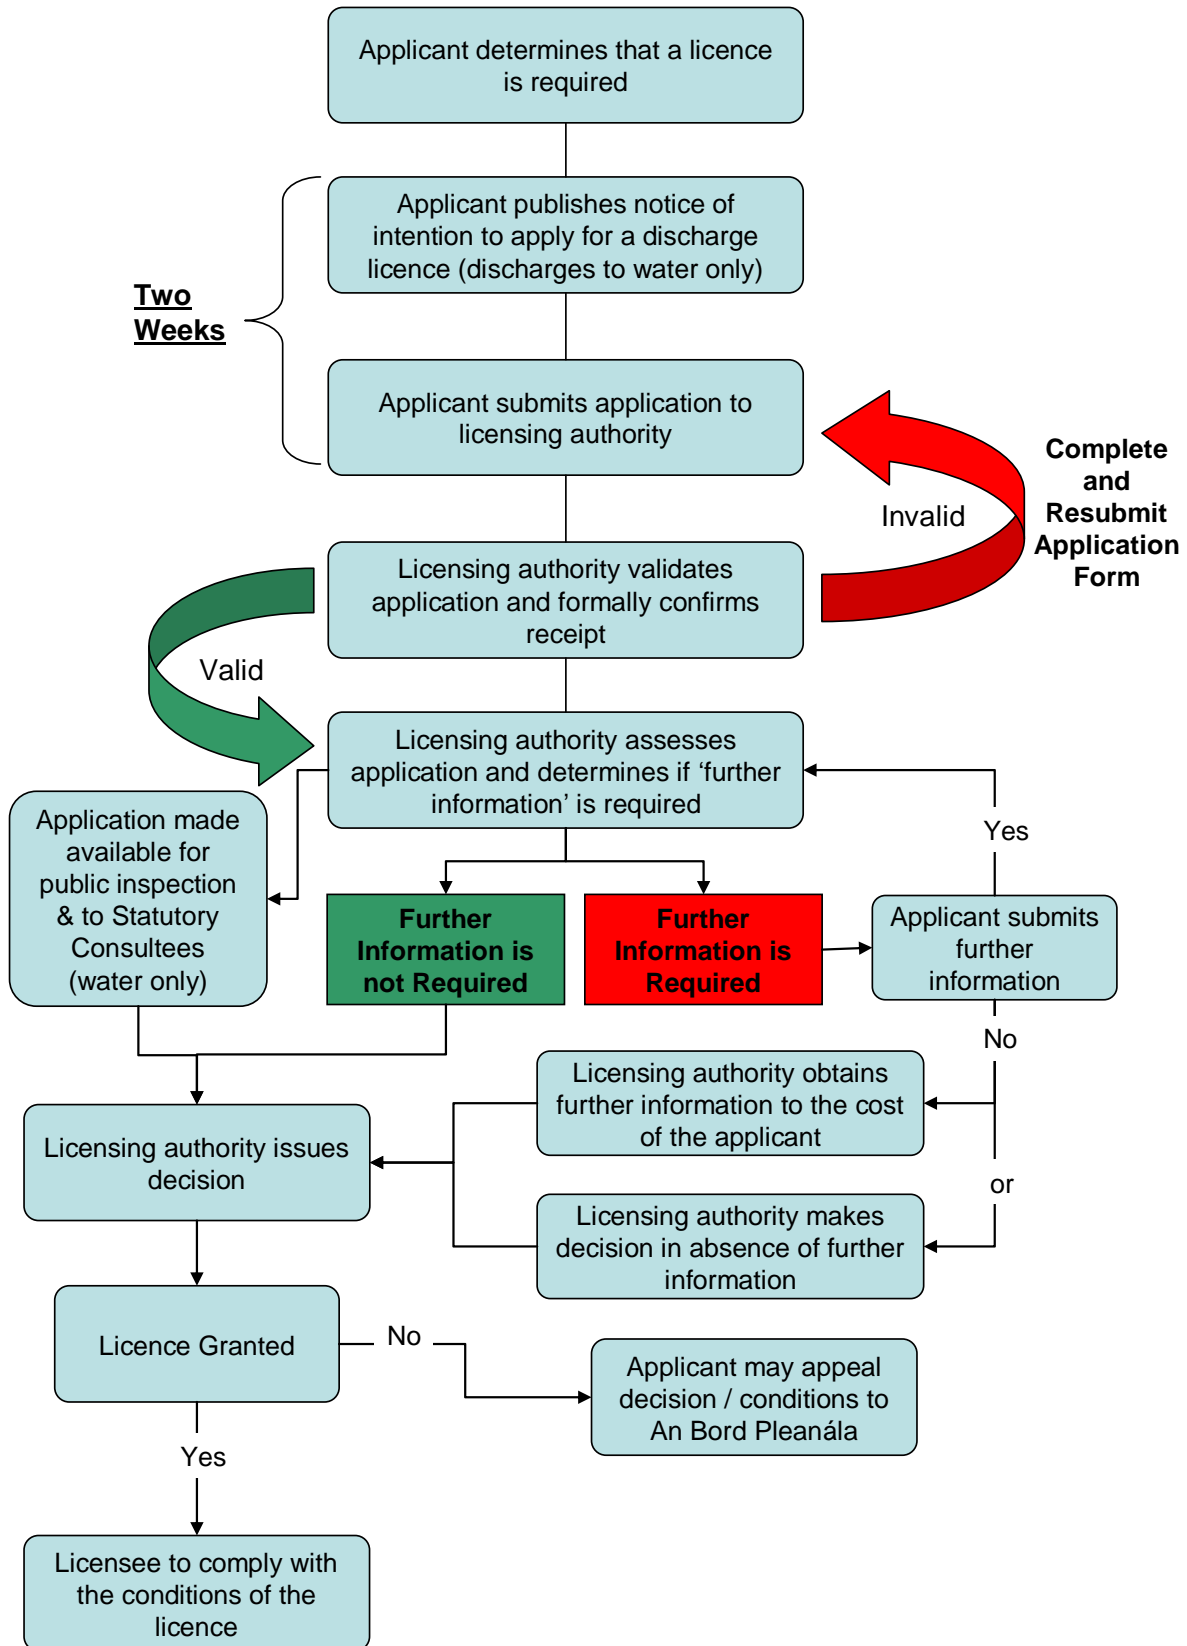 Applicant determines that a licence
is required
Applicant publishes notice of
intention to apply for a discharge
licence (discharges to water only)
Two
Weeks
Applicant submits application to
licensing authority
Complete
and
Resubmit
Application
Form
Invalid
Licensing authority validates
application and formally confirms
receipt
Valid
Licensing authority assesses
application and determines if ‘further
information’ is required
Application made
available for
public inspection
& to Statutory
Consultees
(water only)
Further
Information is
not Required
Further
Information is
Required
Yes
Applicant submits
further
information
No
Licensing authority obtains
further information to the cost
of the applicant
or
Licensing authority makes
decision in absence of further
information
Licensing authority issues
decision
Licence Granted
No
Applicant may appeal
decision / conditions to
An Bord Pleanála
Yes
Licensee to comply with
the conditions of the
licence